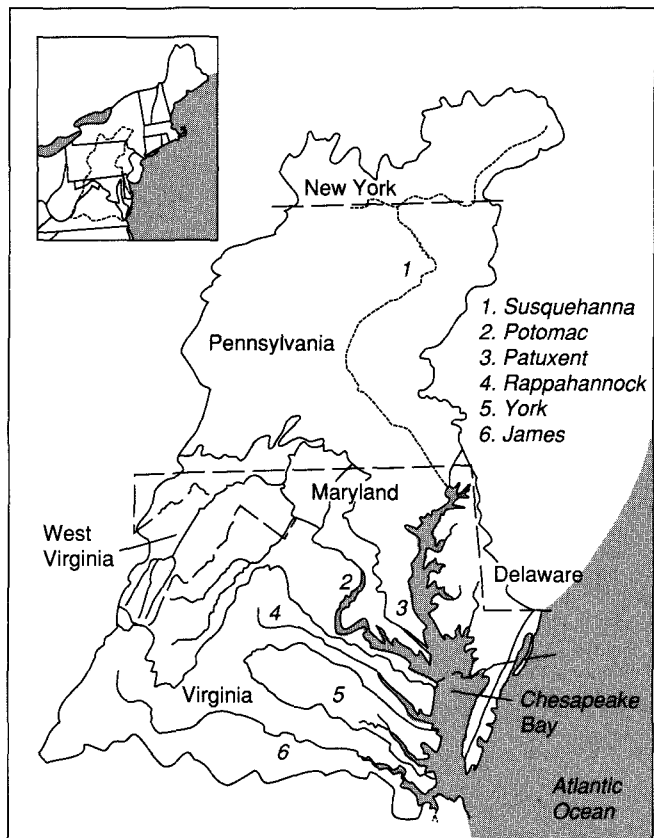 New York
1
Pennsylvania
1. Susquehanna
2. Potomac
3. Patuxent
4. Rappahannock
5. York
6. James
Maryland
West
Virginia
Delaware
2
3
4
Virginia
5
6
Chesapeake
Bay
Atlantic
Ocean